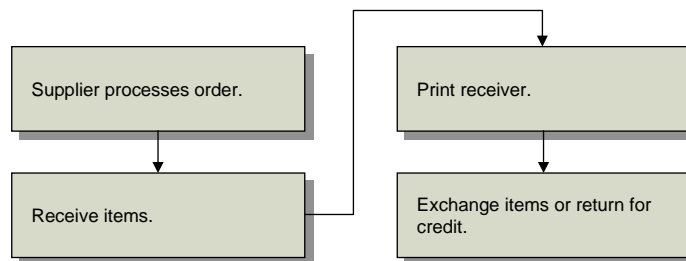 Supplier processes order.
Receive items.
Print receiver.
Exchange items or return for
credit.